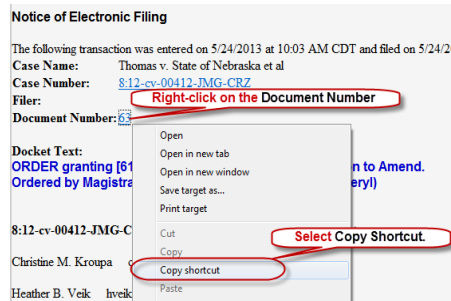 Notice of Electronic Filing
The following transaction was entered on 5/24/2013 at 10:03 AM CDT and filed on 5/24/2
Case Name: Thomas v. State of Nebraska et al
Case Number: 8:12-cv-00412-JMG-CRZ
Filer:
Right-click on the Document Number
Document Number: 63
Open
Docket Text:
Open in new tab
ORDER granting [61 n to Amend.
Open in new window
Ordered by Magistra eryl)
Save target as...
Print target
Cut
8:12-cv-00412-JMG-C
Select Copy Shortcut.
Copy
Christine M. Kroupa
Copy shortcut
Heather B. Veik hveik
Paste